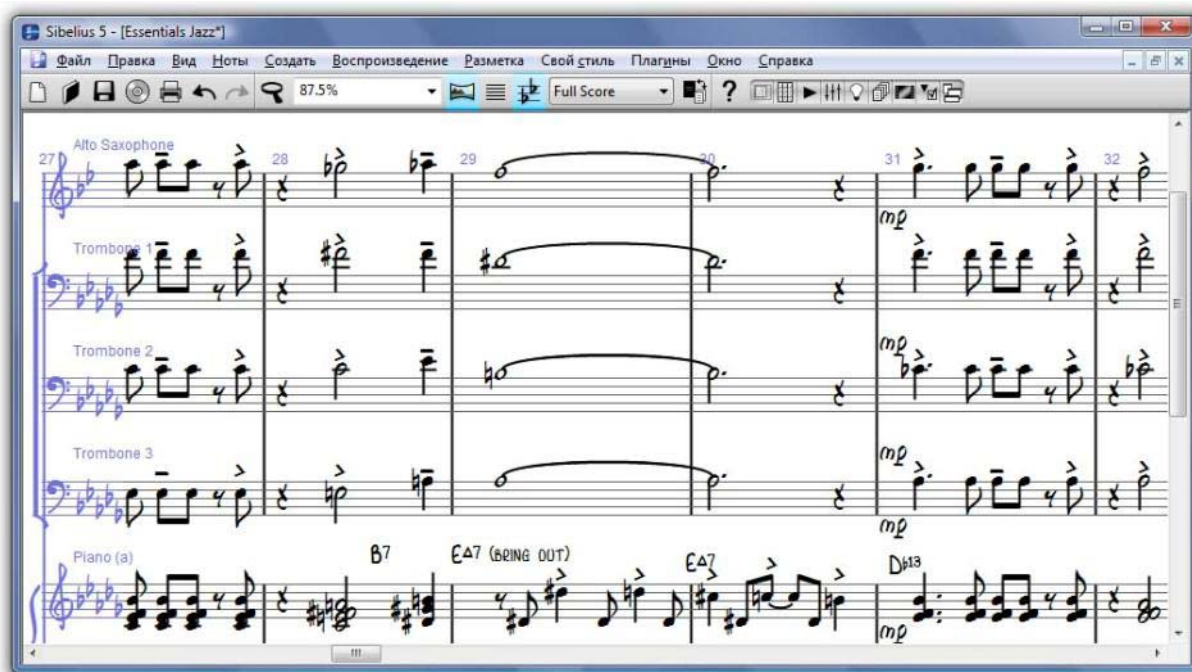 Sibelius 5 - [Essentials Jazz*]
Файл Правка Вид Ноты Создать Воспроизведение Разметка Свой стиль Плагины Окно Справка
87.5% Full Score
Alto Saxophone
27 28 29 30 31 32
mp
Trombone 1
mp
Trombone 2
mp
Trombone 3
mp
Piano (a) B7 EΔ7 (BRING OUT) EΔ7 Db13
mp